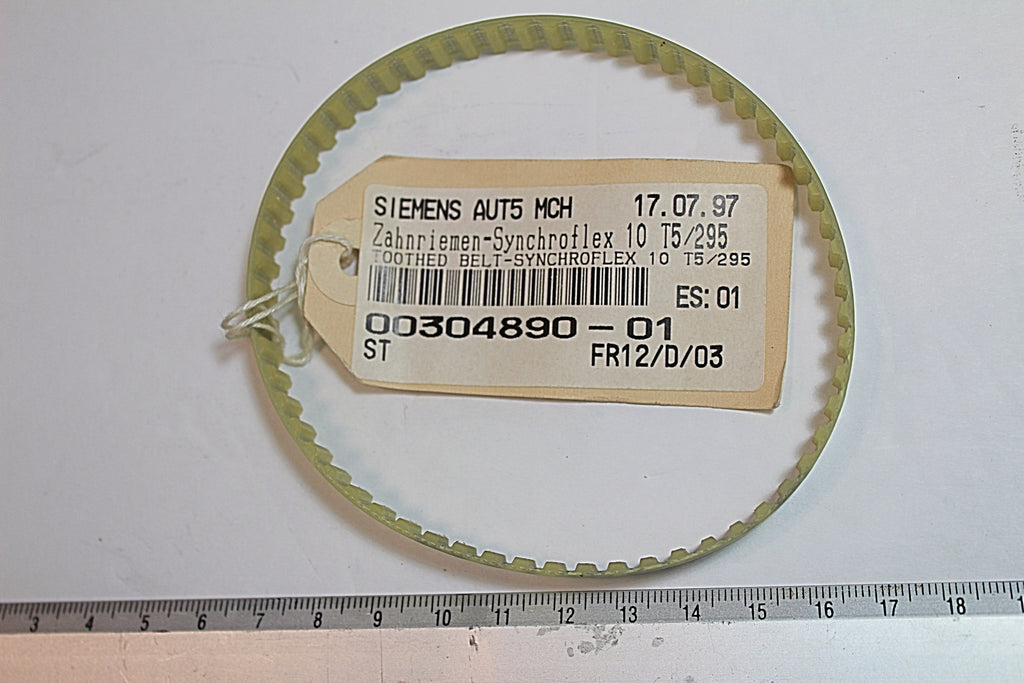 SIEMENS AUT5 MCH 17.07.97
Zahnriemen-Synchroflex 10 T5/295
TOOTHED BELT-SYNCHROFLEX 10 T5/295
ES: 01
00304890-01
ST FR12/D/03
3 4 5 6 7 8 9 10 11 12 13 14 15 16 17 18